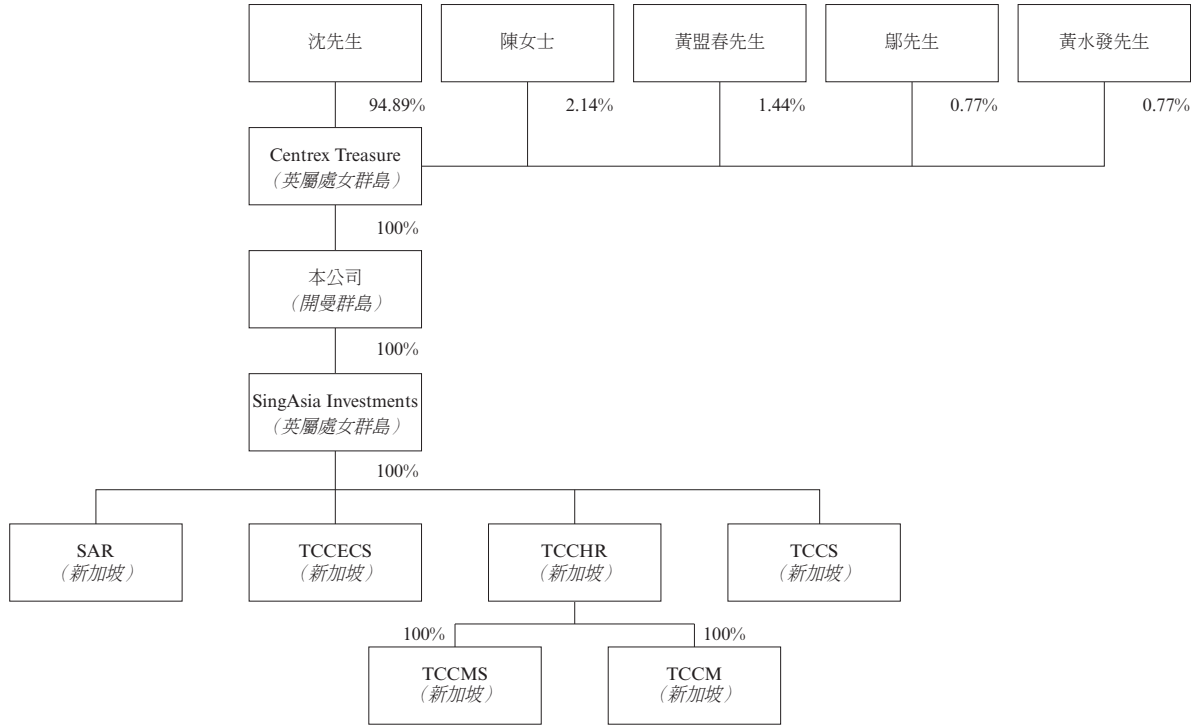 沈先生
陳女士
黃盟春先生
鄔先生
黃水發先生
94.89%
2.14%
1.44%
0.77%
0.77%
Centrex Treasure
（英屬處女群島）
100%
本公司
（開曼群島）
100%
SingAsia Investments
（英屬處女群島）
100%
SAR
（新加坡）
TCCECS
（新加坡）
TCCHR
（新加坡）
TCCS
（新加坡）
100%
100%
TCCMS
（新加坡）
TCCM
（新加坡）